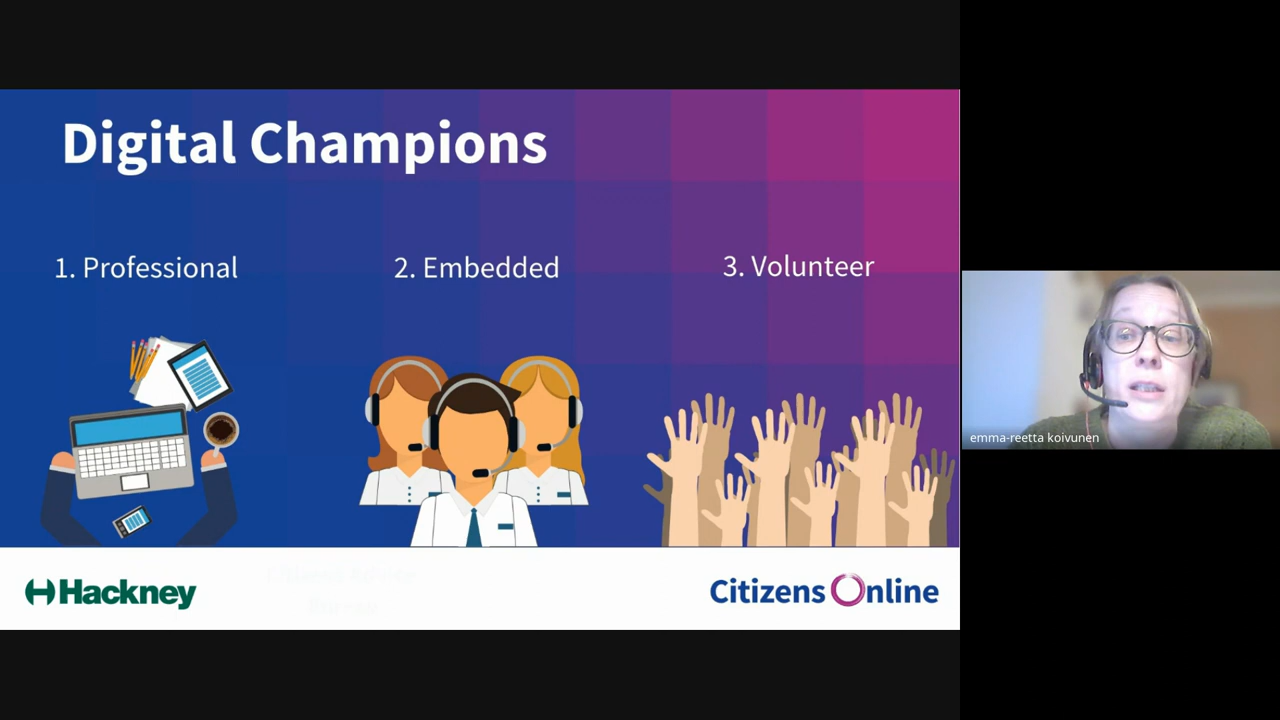 Digital Champions
1. Professional
2. Embedded
3. Volunteer
Hackney
Citizens Online
emma-reetta koivunen